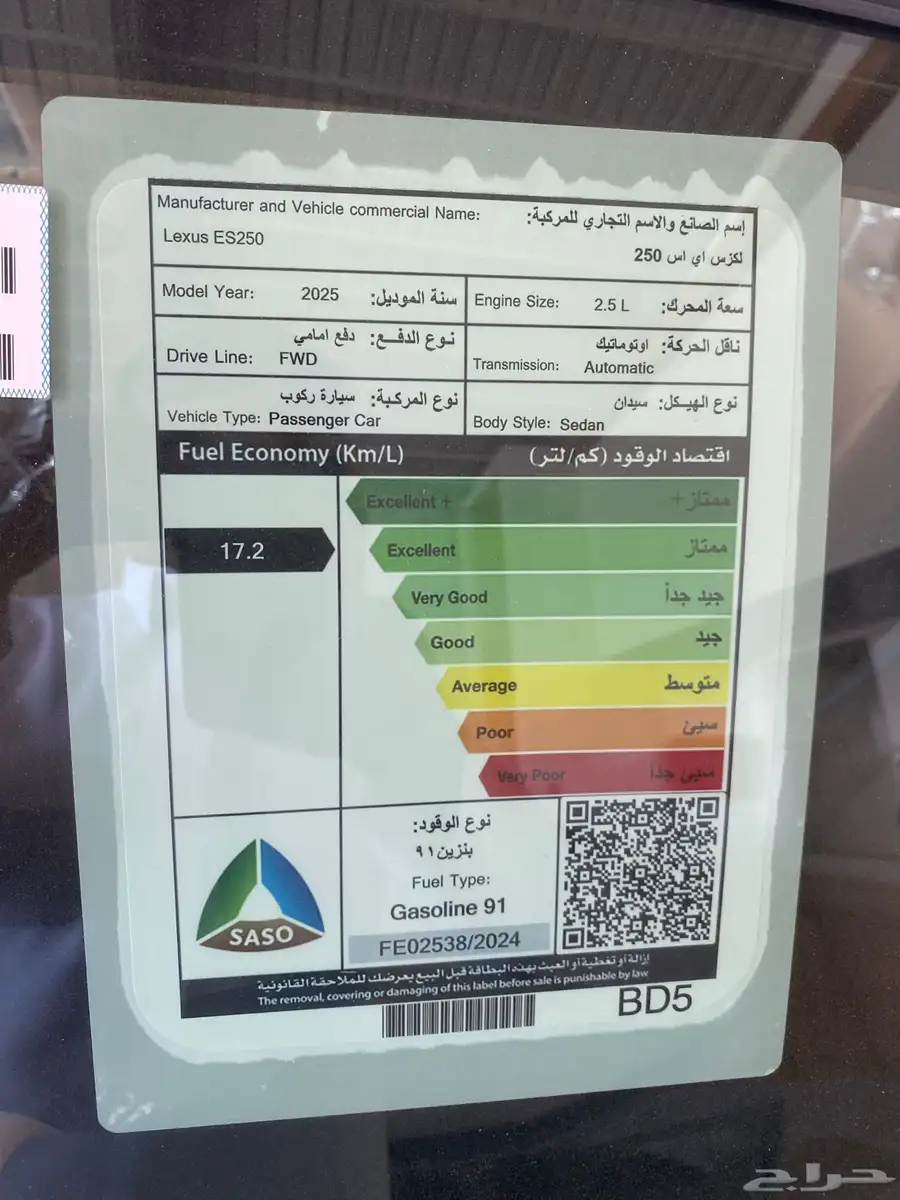 Manufacturer and Vehicle commercial Name: إسم الصانع والاسم التجاري للمركبة:
Lexus ES250 لكزس اي اس 250
Model Year: 2025 سنة الموديل:
Engine Size: 2.5 L سعة المحرك:
نوع الدفع: دفع امامي
Drive Line: FWD
ناقل الحركة: اوتوماتيك
Transmission: Automatic
نوع المركبة: سيارة ركوب
Vehicle Type: Passenger Car
نوع الهيكل: سيدان
Body Style: Sedan
Fuel Economy (Km/L) اقتصاد الوقود (كم/لتر)
Excellent + ممتاز+
17.2
Excellent ممتاز
Very Good جيد جداً
Good جيد
Average متوسط
Poor سيئ
Very Poor سيئ جداً
نوع الوقود:
بنزين ٩١
Fuel Type:
Gasoline 91
FE02538/2024
SASO
إزالة أو تغطية أو العبث بهذه البطاقة قبل البيع يعرضك للملاحقة القانونية
The removal, covering or damaging of this label before sale is punishable by law
BD5
حراج